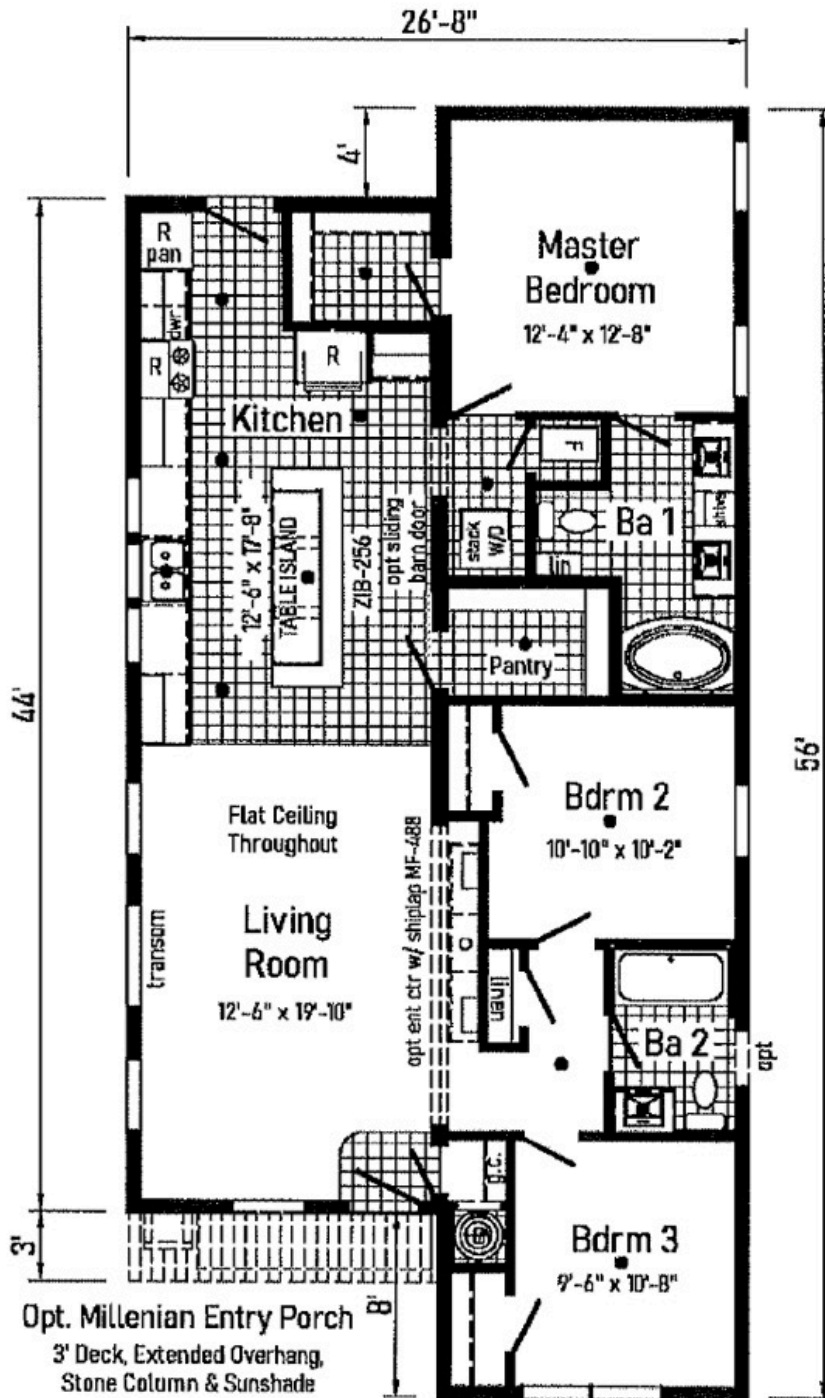 26'-8"
4'
44'
R
pan
dwr
R
R
Kitchen
12'-6" x 17'-8"
TABLE ISLAND
ZIB-256
opt sliding
barn door
Master
Bedroom
12'-4" x 12'-8"
F
stack
W/D
lin
Ba 1
Pantry
56'
Flat Ceiling
Throughout
Living
Room
12'-6" x 19'-10"
transom
opt ent ctr w/ shiplap MF-488
Bdrm 2
10'-10" x 10'-2"
linen
Ba 2
opt
g.c.
Bdrm 3
9'-6" x 10'-8"
3'
8'
Opt. Millenian Entry Porch
3' Deck, Extended Overhang,
Stone Column & Sunshade